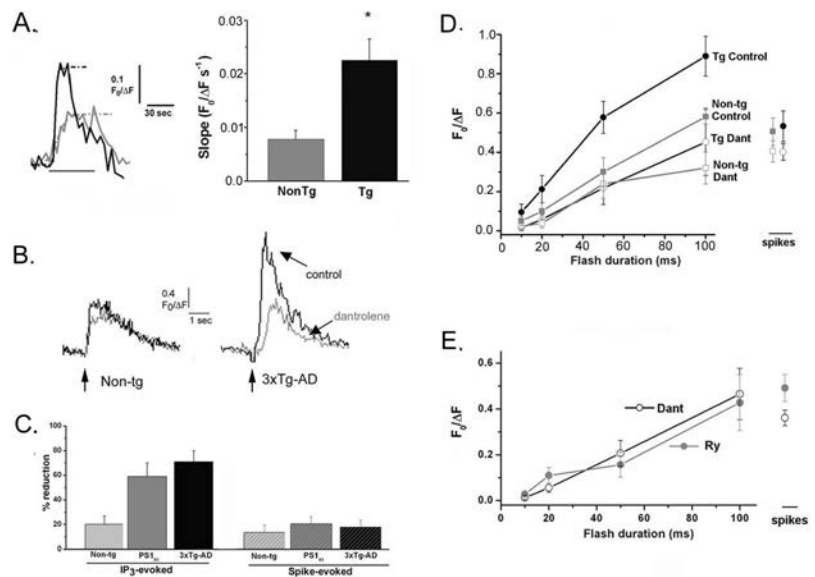 A.
0.1
F₀/ΔF
30 sec
Slope (F₀/ΔF s⁻¹)
0.03
0.02
0.01
0.00
*
NonTg
Tg
B.
0.4
F₀/ΔF
1 sec
control
dantrolene
Non-tg
3xTg-AD
C.
% reduction
100
80
60
40
20
0
Non-tg
PS1
3xTg-AD
Non-tg
PS1
3xTg-AD
IP₃-evoked
Spike-evoked
D.
F₀/ΔF
1.0
0.8
0.6
0.4
0.2
0.0
Tg Control
Non-tg
Control
Tg Dant
Non-tg
Dant
0
20
40
60
80
100
Flash duration (ms)
spikes
E.
F₀/ΔF
0.6
0.4
0.2
0.0
Dant
Ry
20
40
60
80
100
Flash duration (ms)
spikes